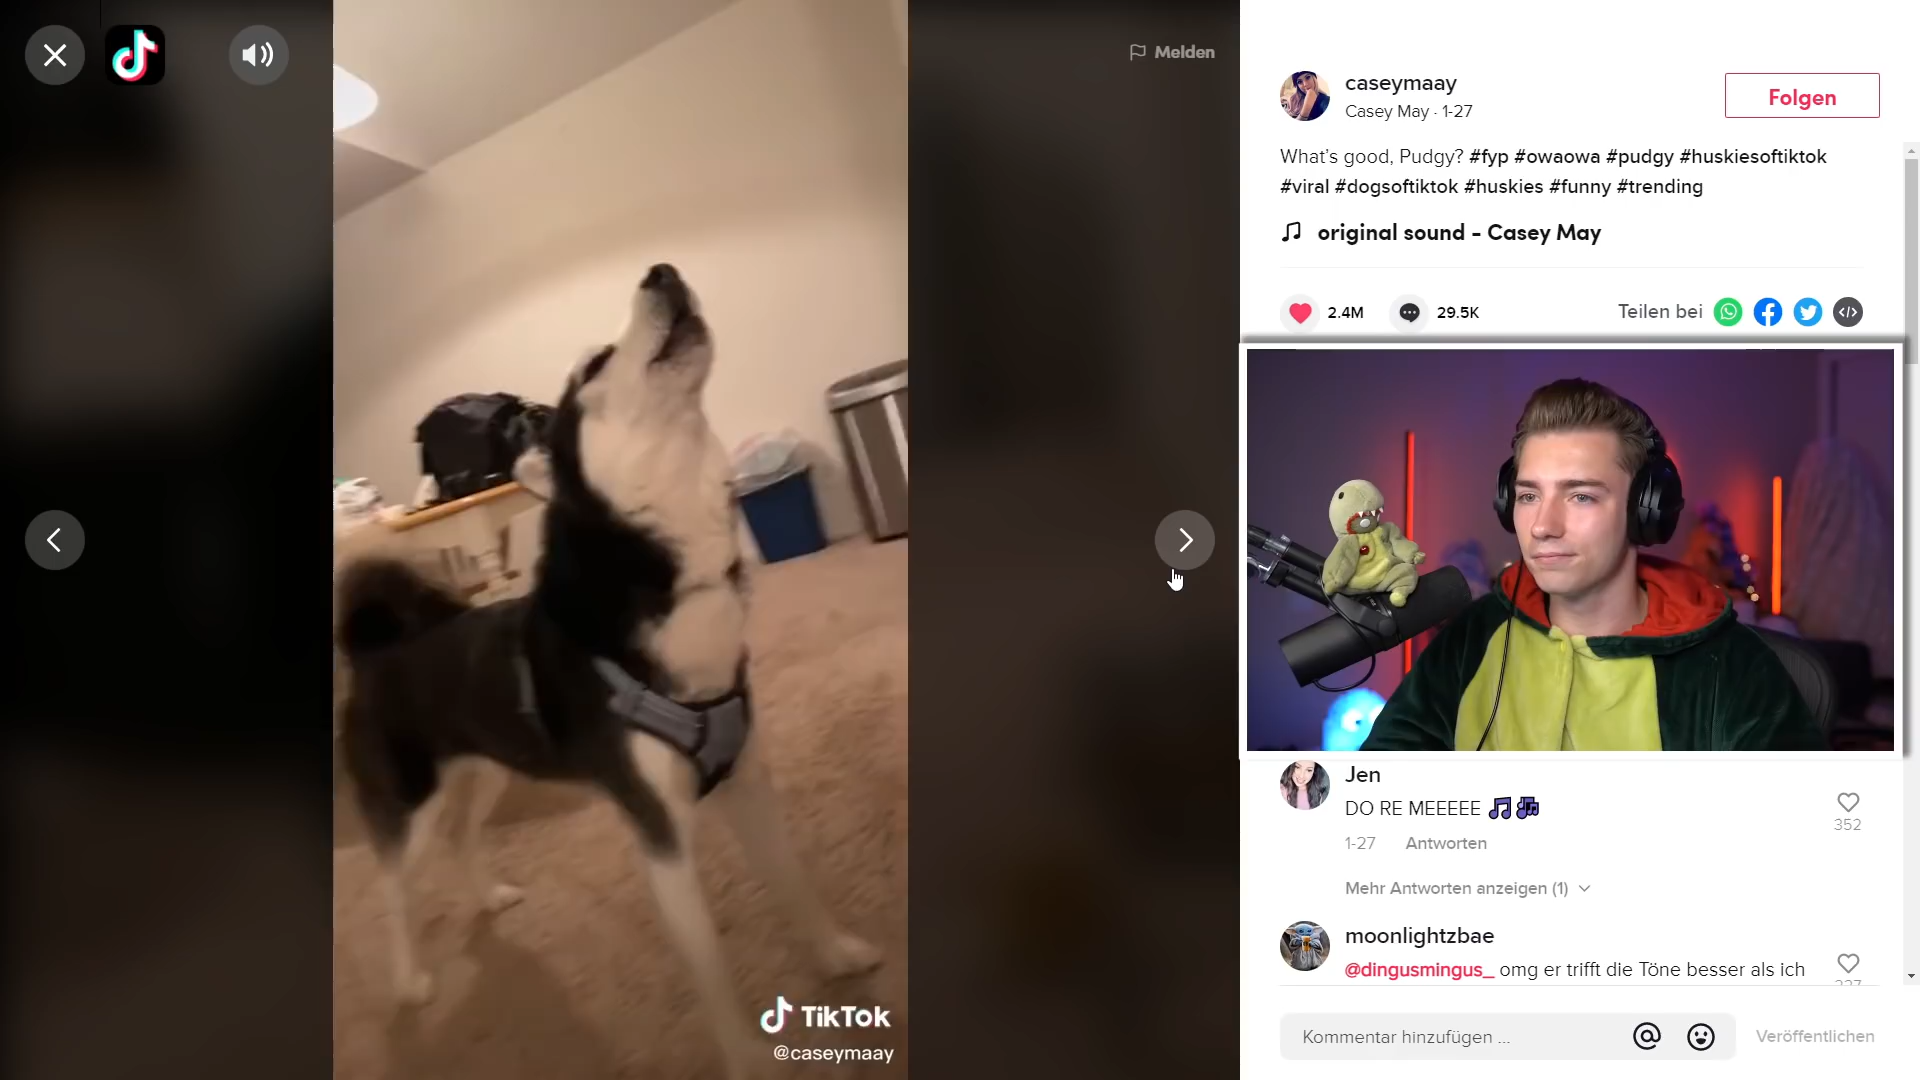 Melden
caseymaay
Casey May · 1-27
Folgen
What's good, Pudgy? #fyp #owaowa #pudgy #huskiesoftiktok
#viral #dogsoftiktok #huskies #funny #trending
original sound - Casey May
2.4M
29.5K
Teilen bei
Jen
DO RE MEEEEE
352
1-27 Antworten
Mehr Antworten anzeigen (1)
moonlightzbae
@dingusmingus_ omg er trifft die Töne besser als ich
Kommentar hinzufügen ...
Veröffentlichen
TikTok
@caseymaay